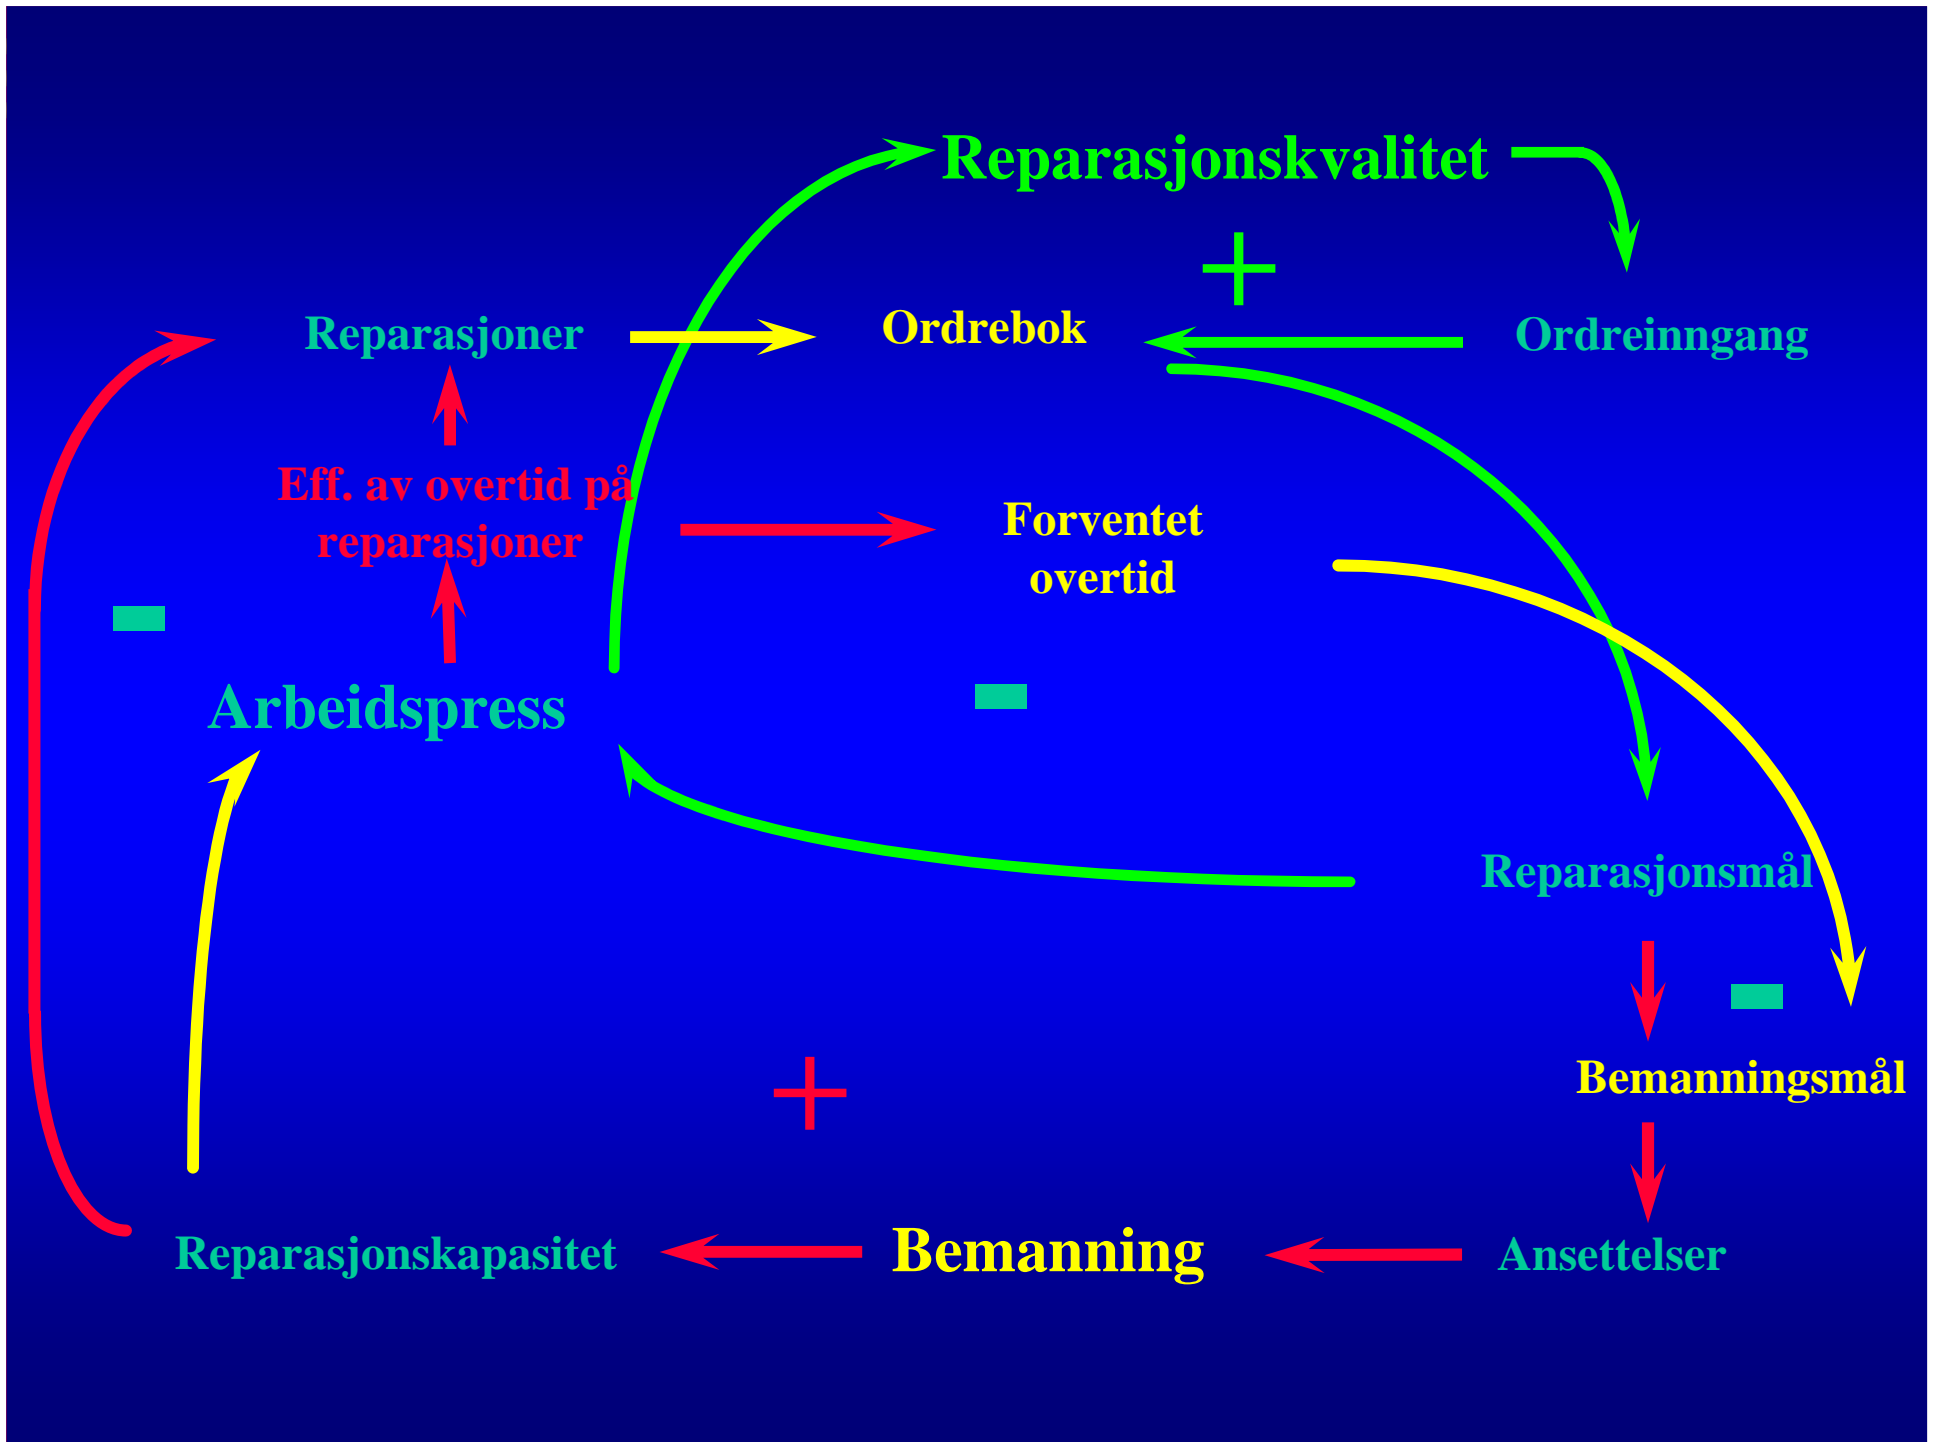 Reparasjonskvalitet
+
Reparasjoner
Ordrebok
Ordreinngang
Eff. av overtid på
reparasjoner
Forventet
overtid
-
Arbeidspress
-
Reparasjonsmål
-
Bemanningsmål
+
Reparasjonskapasitet
Bemanning
Ansettelser